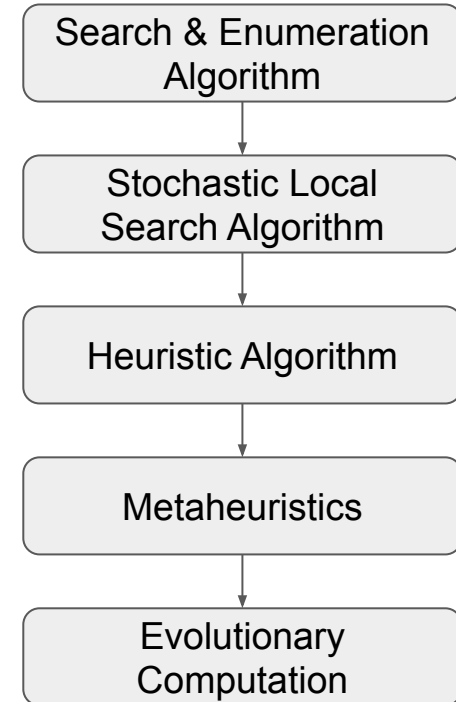 Search & Enumeration
Algorithm
Stochastic Local
Search Algorithm
Heuristic Algorithm
Metaheuristics
Evolutionary
Computation